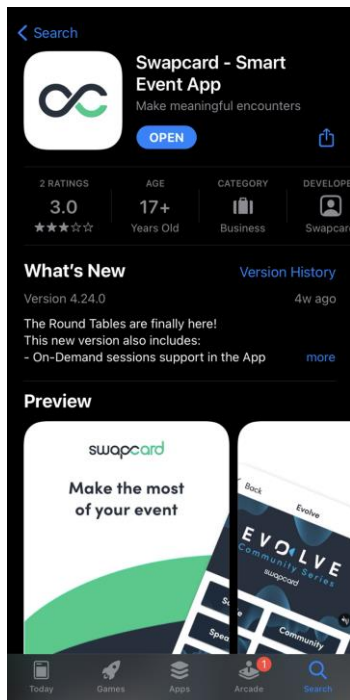 Search
Swapcard - Smart
Event App
Make meaningful encounters
OPEN
2 RATINGS
AGE
CATEGORY
DEVELOPE
3.0
17+
Years Old
Business
Swapcard
What's New
Version History
Version 4.24.0
4w ago
The Round Tables are finally here!
This new version also includes:
- On-Demand sessions support in the App
more
Preview
swapcard
Make the most
of your event
Back
Evolve
EVOLVE
Community Series
swapcard
Community
Today
Games
Apps
Arcade
1
Search